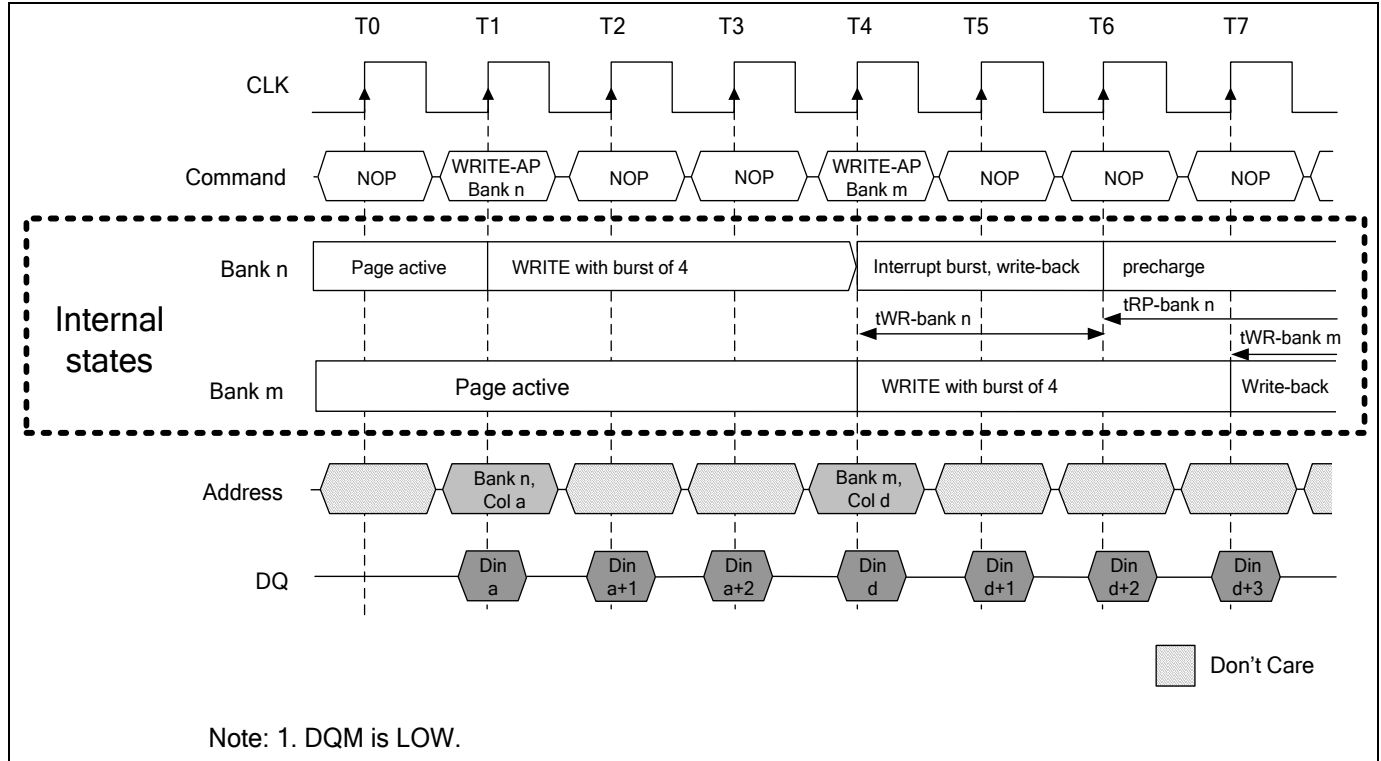 T0 T1 T2 T3 T4 T5 T6 T7
CLK
Command
NOP
WRITE-AP
Bank n
NOP
NOP
WRITE-AP
Bank m
NOP
NOP
NOP
Internal
states
Bank n
Page active
WRITE with burst of 4
Interrupt burst, write-back
precharge
tWR-bank n
tRP-bank n
tWR-bank m
Bank m
Page active
WRITE with burst of 4
Write-back
Address
Bank n,
Col a
Bank m,
Col d
DQ
Din
a
Din
a+1
Din
a+2
Din
d
Din
d+1
Din
d+2
Din
d+3
Don't Care
Note: 1. DQM is LOW.